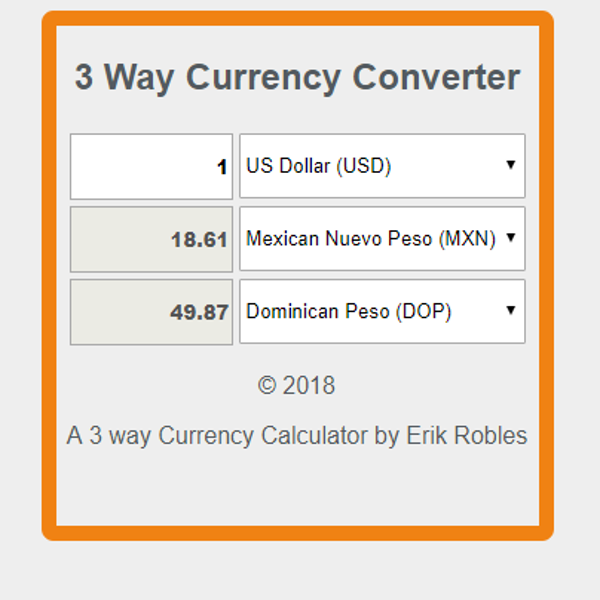 3 Way Currency Converter
1 US Dollar (USD)
18.61 Mexican Nuevo Peso (MXN)
49.87 Dominican Peso (DOP)
© 2018
A 3 way Currency Calculator by Erik Robles